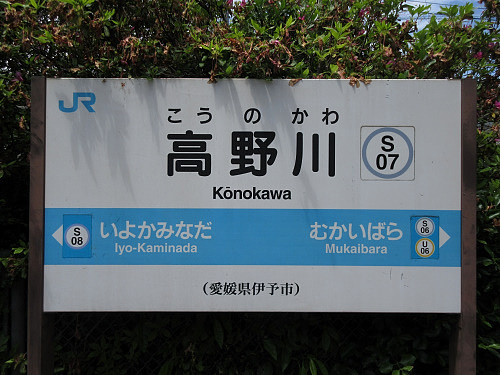 JR
こうのかわ
高野川
S
07
Kōnokawa
S
08
いよかみなだ
Iyo-Kaminada
むかいばら
Mukaibara
S
06
U
06
（愛媛県伊予市）